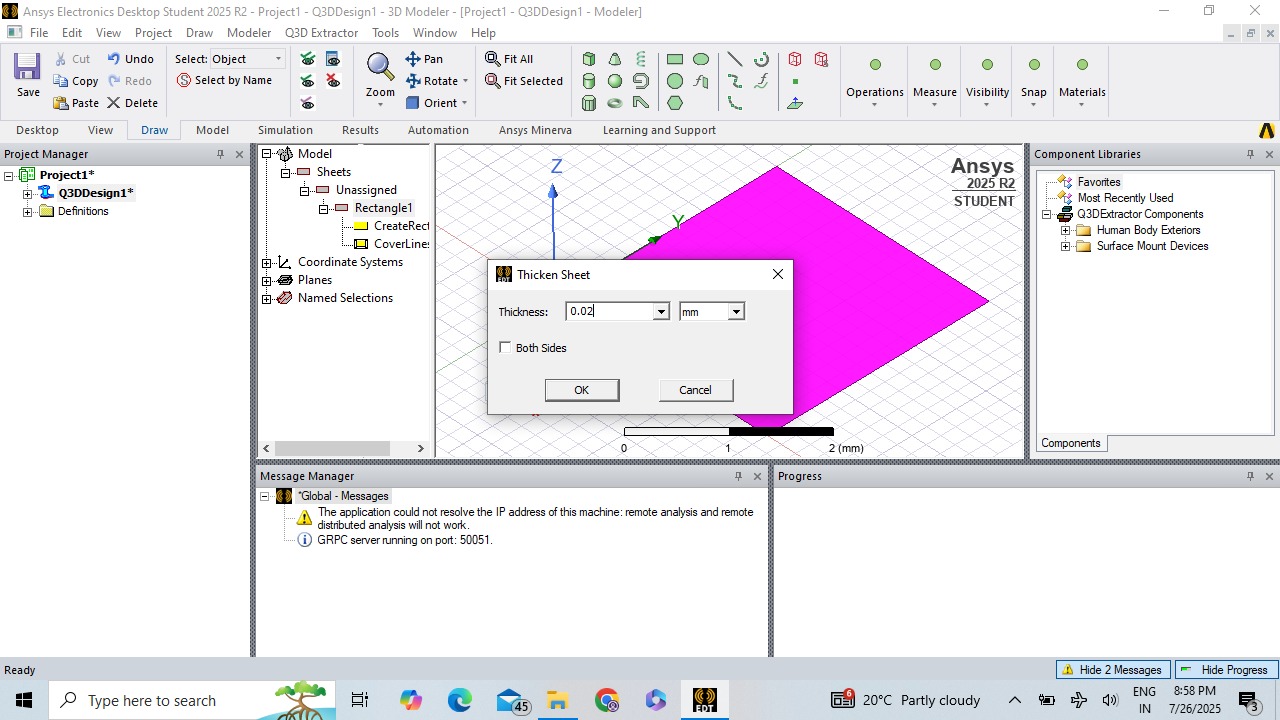 Ansys Electronics Desktop Student 2025 R2 - Project1 - Q3DDesign1 - 3D Modeler - [Project1 - Q3DDesign1 - Modeler]
File Edit View Project Draw Modeler Q3D Extractor Tools Window Help
Save
Cut
Copy
Paste
Undo
Redo
Delete
Select: Object
Select by Name
Zoom
Pan
Rotate
Orient
Fit All
Fit Selected
Operations
Measure
Visibility
Snap
Materials
Desktop View Draw Model Simulation Results Automation Ansys Minerva Learning and Support
Project Manager
Project1*
Q3DDesign1*
Definitions
Model
Sheets
Unassigned
Rectangle1
CreateRect
CoverLines
Coordinate Systems
Planes
Named Selections
Z
Y
Ansys
2025 R2
STUDENT
Thicken Sheet
Thickness: 0.02 mm
Both Sides
OK Cancel
0 1 2 (mm)
Component Libraries
Favorites
Most Recently Used
Q3DExtractor Components
Human Body Exteriors
Surface Mount Devices
Components
Message Manager
*Global - Messages
The application could not resolve the IP address of this machine: remote analysis and remote
distributed analysis will not work.
GRPC server running on port: 50051.
Progress
Ready
Hide 2 Messages Hide Progress
Type here to search
45
EDT
6
20°C Partly cloudy
ENG
IN
8:58 PM
7/26/2025
3